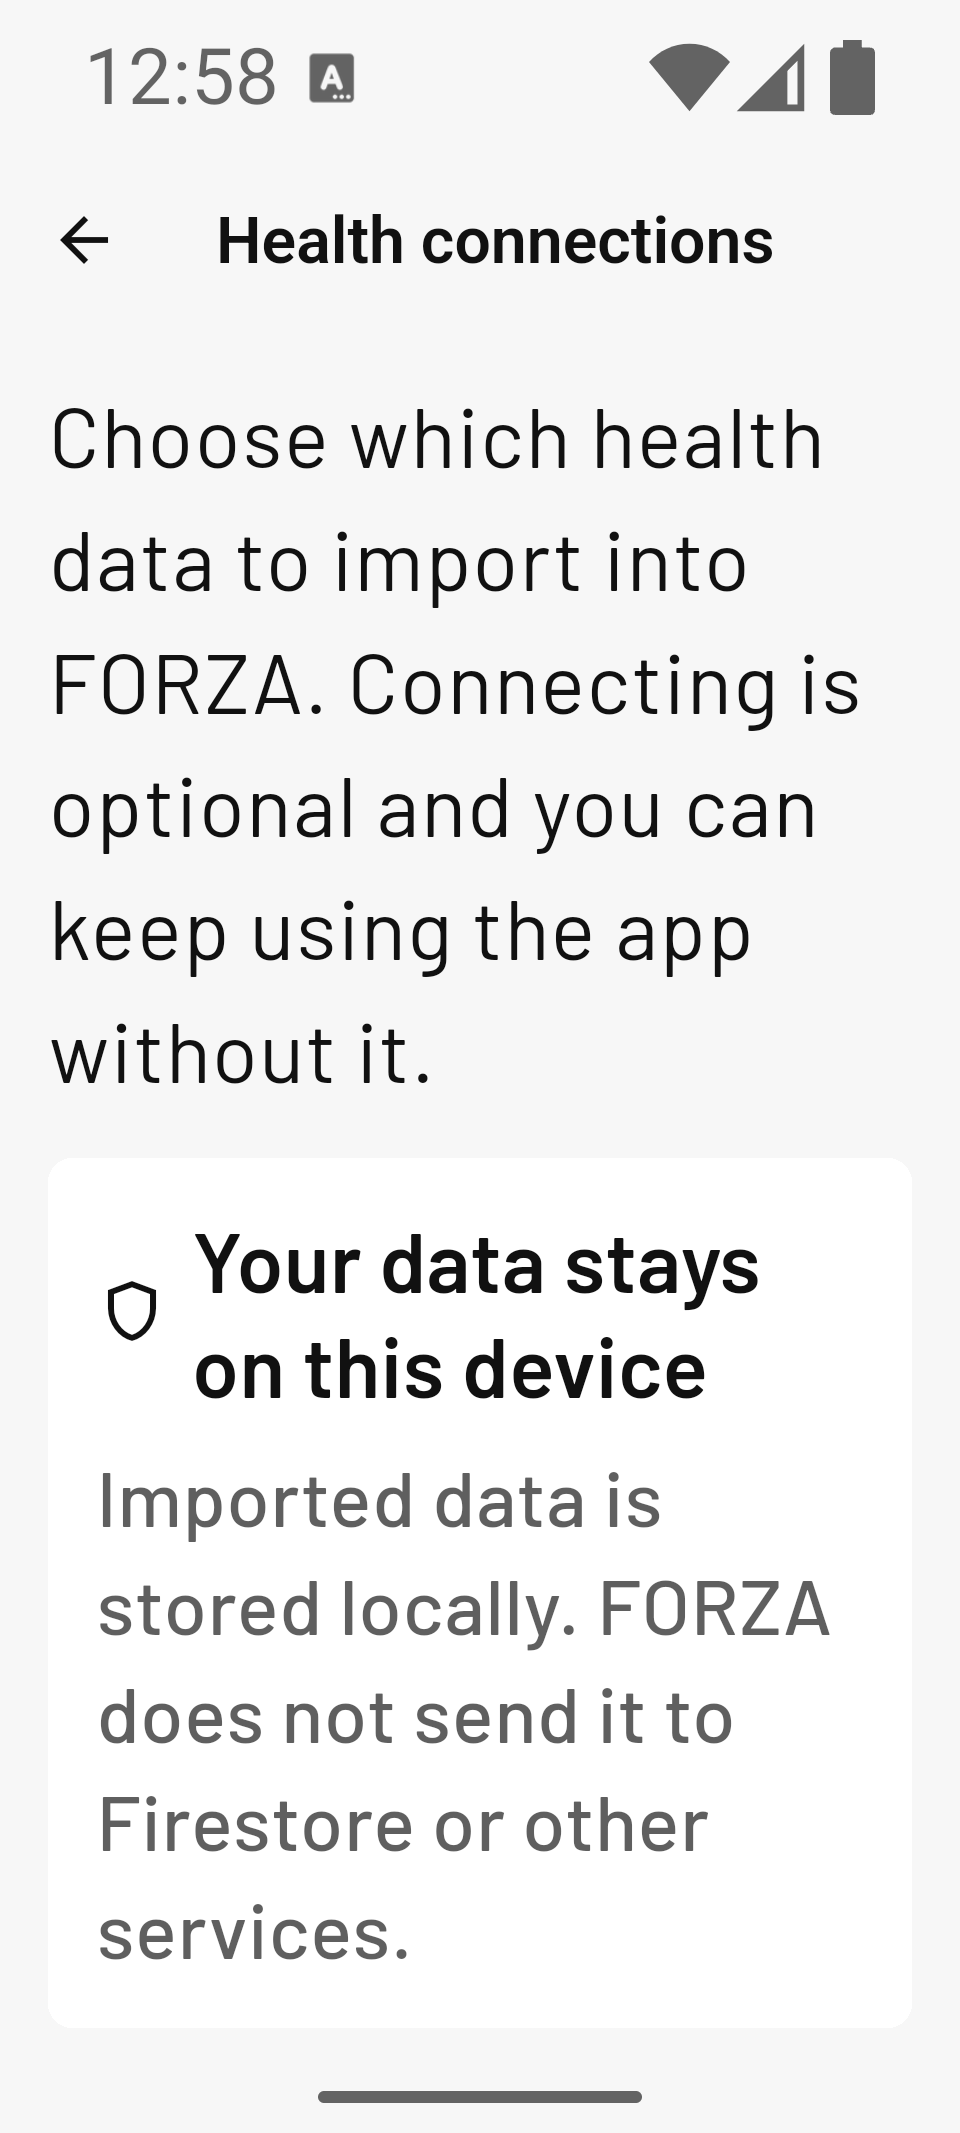 12:58
Health connections
Choose which health
data to import into
FORZA. Connecting is
optional and you can
keep using the app
without it.
Your data stays
on this device
Imported data is
stored locally. FORZA
does not send it to
Firestore or other
services.